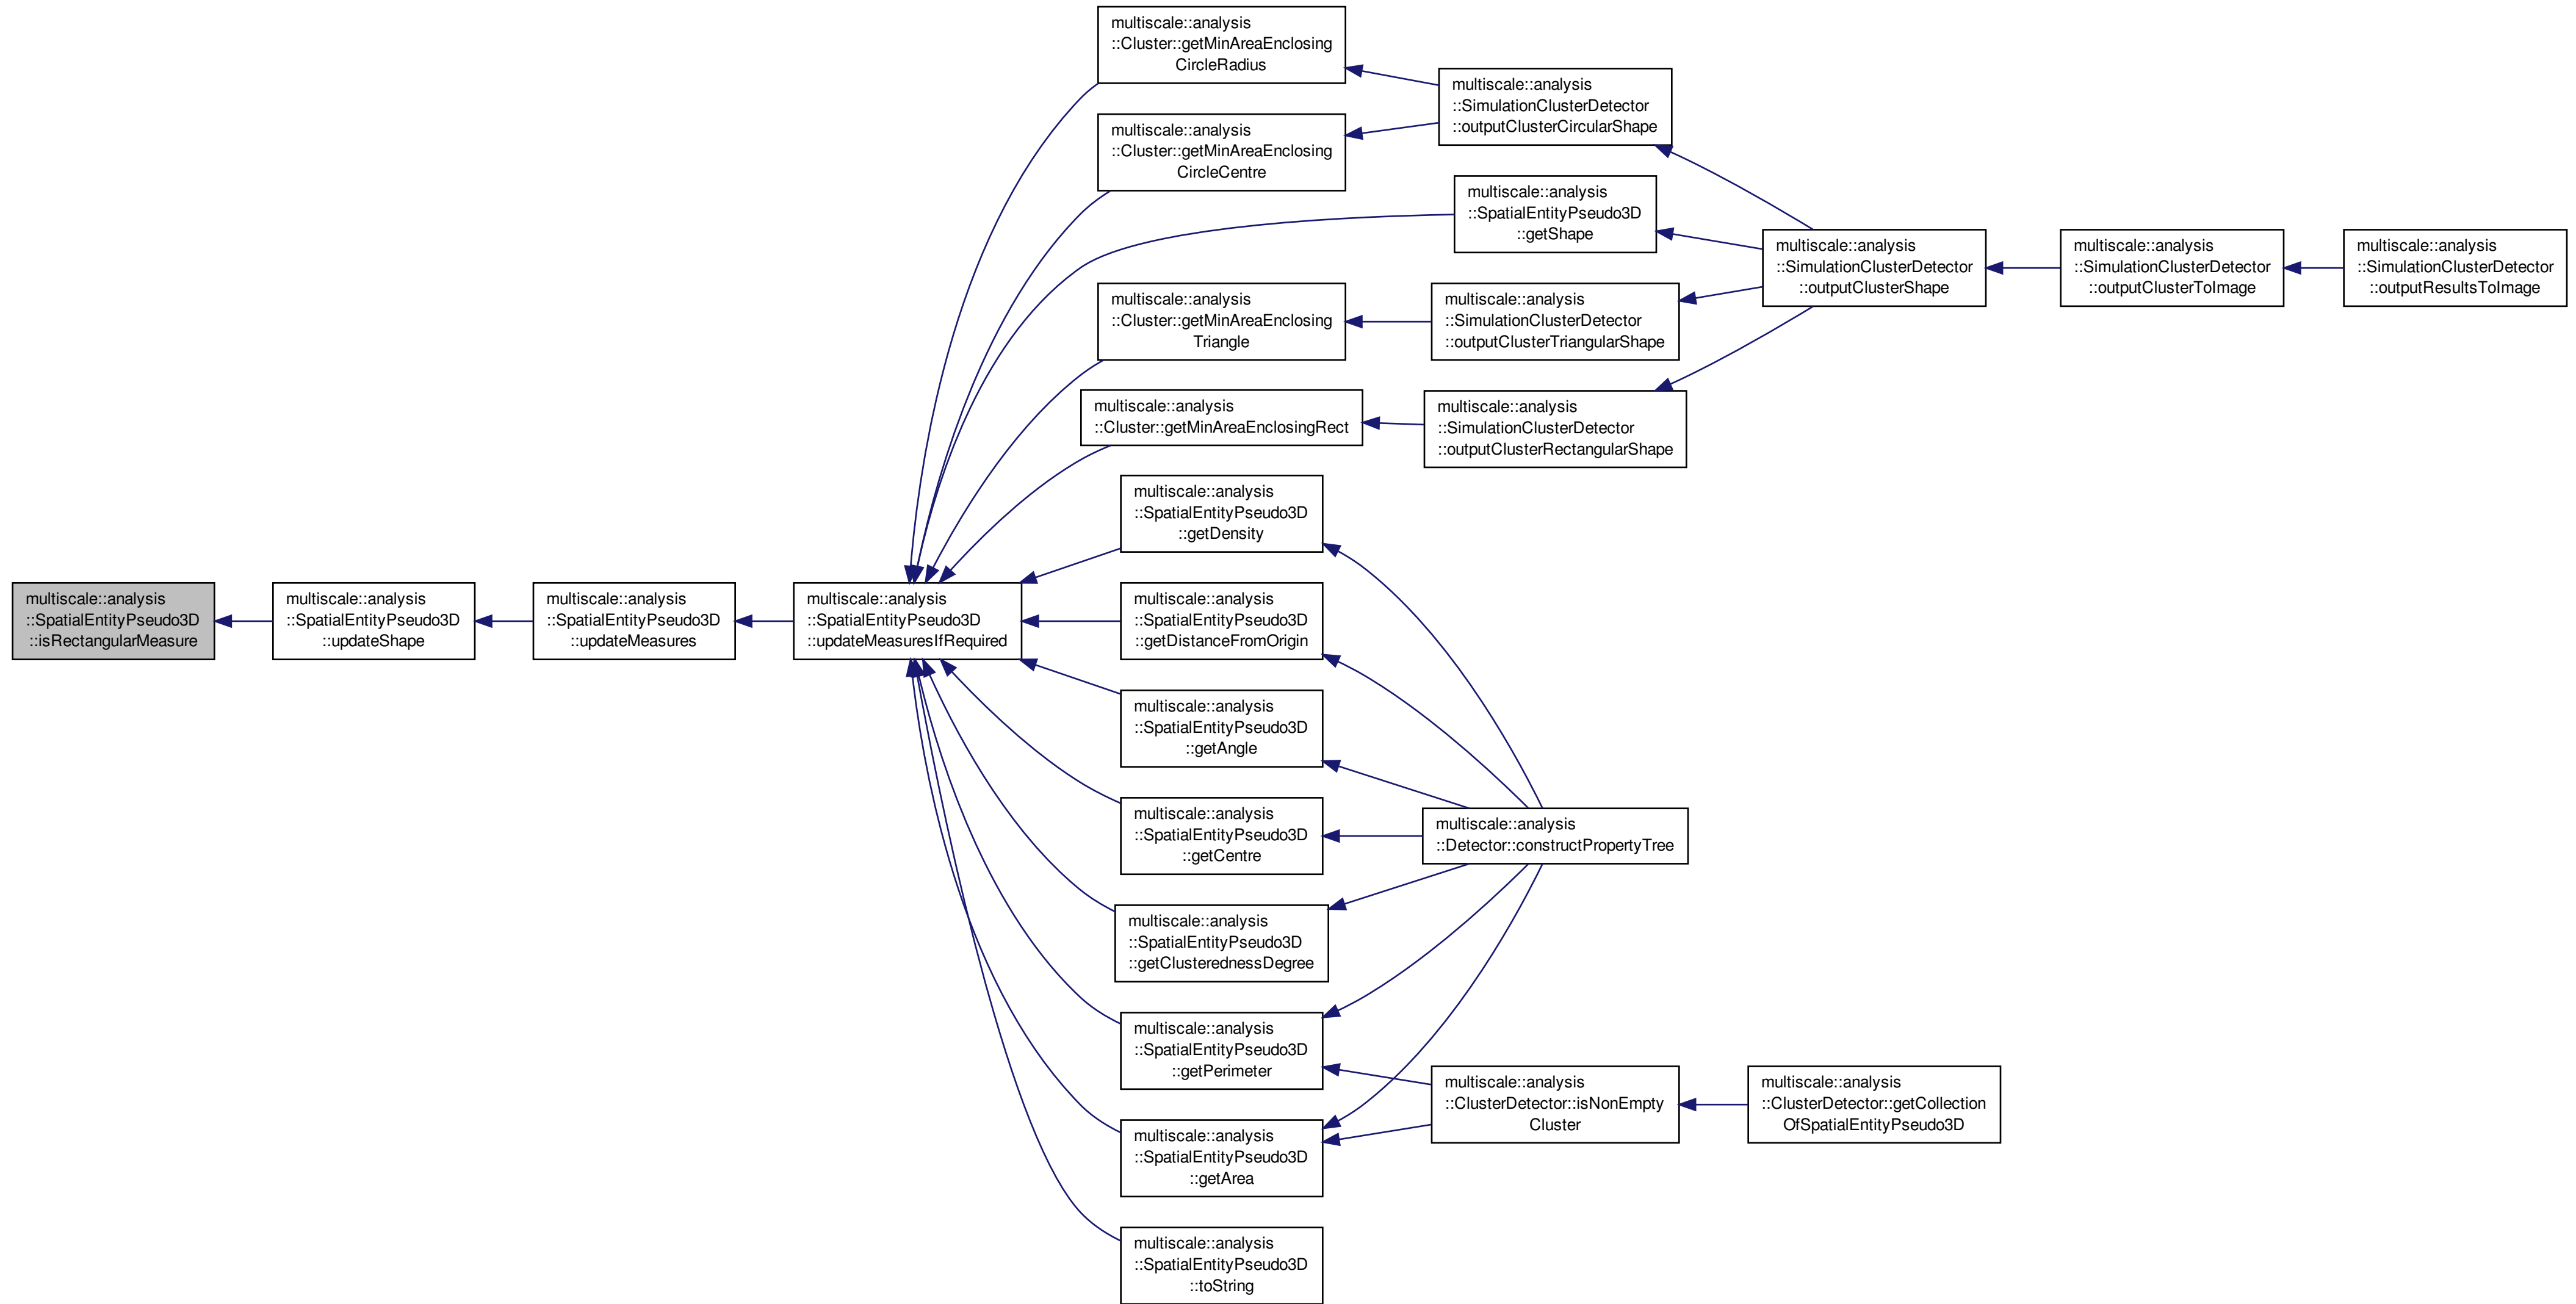 multiscale::analysis
::Cluster::getMinAreaEnclosing
CircleRadius
multiscale::analysis
::SimulationClusterDetector
::outputClusterCircularShape
multiscale::analysis
::Cluster::getMinAreaEnclosing
CircleCentre
multiscale::analysis
::SpatialEntityPseudo3D
::getShape
multiscale::analysis
::SimulationClusterDetector
::outputClusterShape
multiscale::analysis
::SimulationClusterDetector
::outputClusterToImage
multiscale::analysis
::SimulationClusterDetector
::outputResultsToImage
multiscale::analysis
::Cluster::getMinAreaEnclosing
Triangle
multiscale::analysis
::SimulationClusterDetector
::outputClusterTriangularShape
multiscale::analysis
::Cluster::getMinAreaEnclosingRect
multiscale::analysis
::SimulationClusterDetector
::outputClusterRectangularShape
multiscale::analysis
::SpatialEntityPseudo3D
::getDensity
multiscale::analysis
::SpatialEntityPseudo3D
::isRectangularMeasure
multiscale::analysis
::SpatialEntityPseudo3D
::updateShape
multiscale::analysis
::SpatialEntityPseudo3D
::updateMeasures
multiscale::analysis
::SpatialEntityPseudo3D
::updateMeasuresIfRequired
multiscale::analysis
::SpatialEntityPseudo3D
::getDistanceFromOrigin
multiscale::analysis
::SpatialEntityPseudo3D
::getAngle
multiscale::analysis
::SpatialEntityPseudo3D
::getCentre
multiscale::analysis
::Detector::constructPropertyTree
multiscale::analysis
::SpatialEntityPseudo3D
::getClusterednessDegree
multiscale::analysis
::SpatialEntityPseudo3D
::getPerimeter
multiscale::analysis
::ClusterDetector::isNonEmpty
Cluster
multiscale::analysis
::ClusterDetector::getCollection
OfSpatialEntityPseudo3D
multiscale::analysis
::SpatialEntityPseudo3D
::getArea
multiscale::analysis
::SpatialEntityPseudo3D
::toString